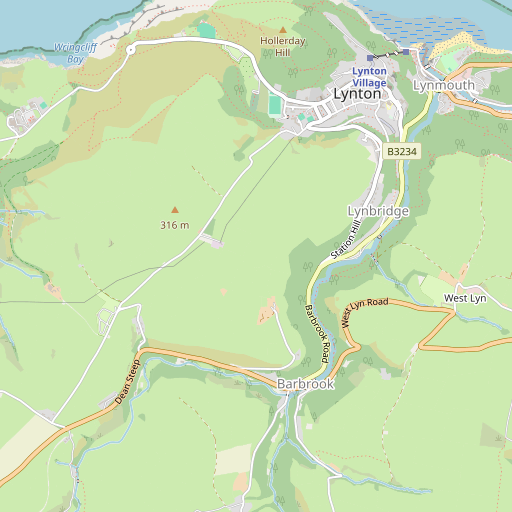 Hollerday
Hill
Wringcliff
Bay
Lynton
Village
Lynton
Lynmouth
B3234
Lynbridge
316 m
Station Hill
West Lyn
West Lyn Road
Barbrook Road
Dean Steep
Barbrook